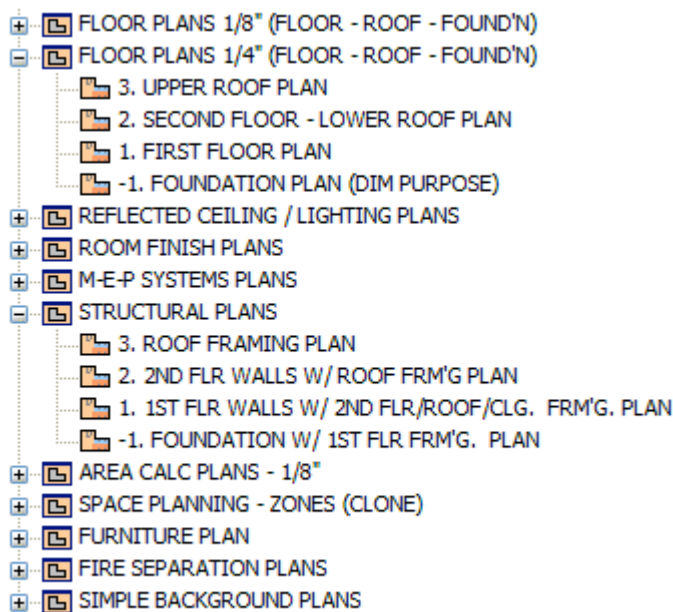 FLOOR PLANS 1/8" (FLOOR - ROOF - FOUND'N)
FLOOR PLANS 1/4" (FLOOR - ROOF - FOUND'N)
3. UPPER ROOF PLAN
2. SECOND FLOOR - LOWER ROOF PLAN
1. FIRST FLOOR PLAN
-1. FOUNDATION PLAN (DIM PURPOSE)
REFLECTED CEILING / LIGHTING PLANS
ROOM FINISH PLANS
M-E-P SYSTEMS PLANS
STRUCTURAL PLANS
3. ROOF FRAMING PLAN
2. 2ND FLR WALLS W/ ROOF FRM'G PLAN
1. 1ST FLR WALLS W/ 2ND FLR/ROOF/CLG.  FRM'G. PLAN
-1. FOUNDATION W/ 1ST FLR FRM'G.  PLAN
AREA CALC PLANS - 1/8"
SPACE PLANNING - ZONES (CLONE)
FURNITURE PLAN
FIRE SEPARATION PLANS
SIMPLE BACKGROUND PLANS